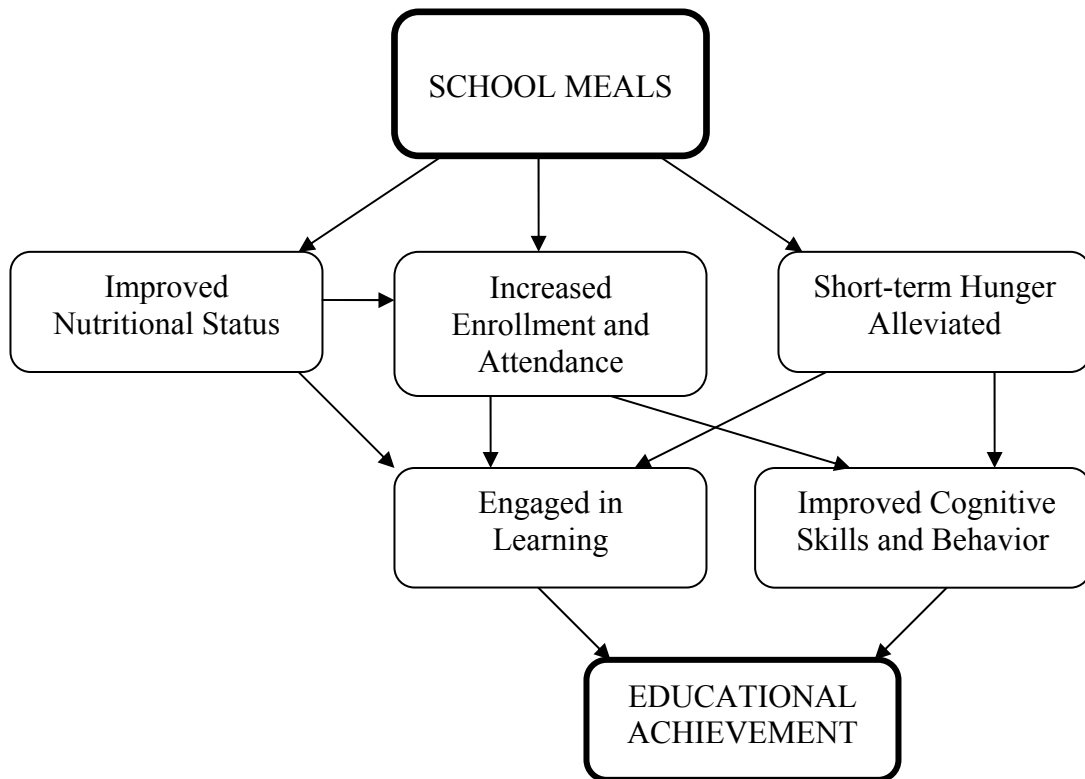 SCHOOL MEALS
Improved
Nutritional Status
Increased
Enrollment and
Attendance
Short-term Hunger
Alleviated
Engaged in
Learning
Improved Cognitive
Skills and Behavior
EDUCATIONAL
ACHIEVEMENT